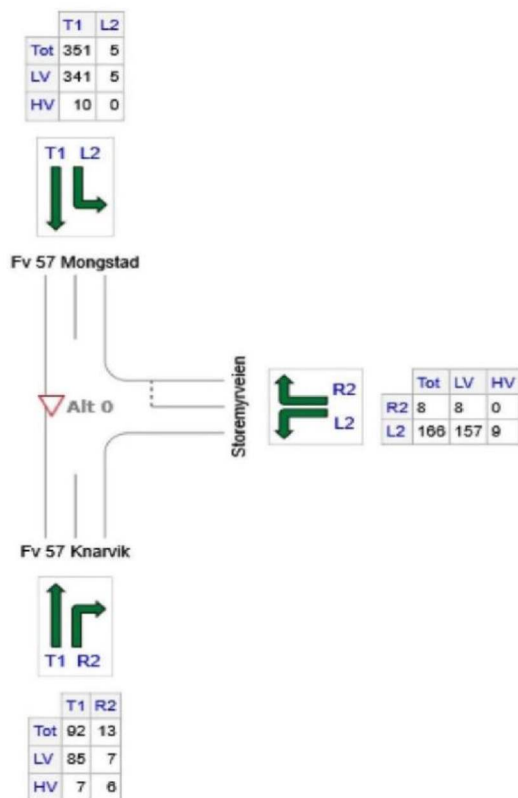 T1 L2
Tot 351 5
LV 341 5
HV 10 0
T1 L2
Fv 57 Mongstad
Alt 0
Storemyrveien
R2
L2
Tot LV HV
R2 8 8 0
L2 166 157 9
Fv 57 Knarvik
T1 R2
T1 R2
Tot 92 13
LV 85 7
HV 7 6